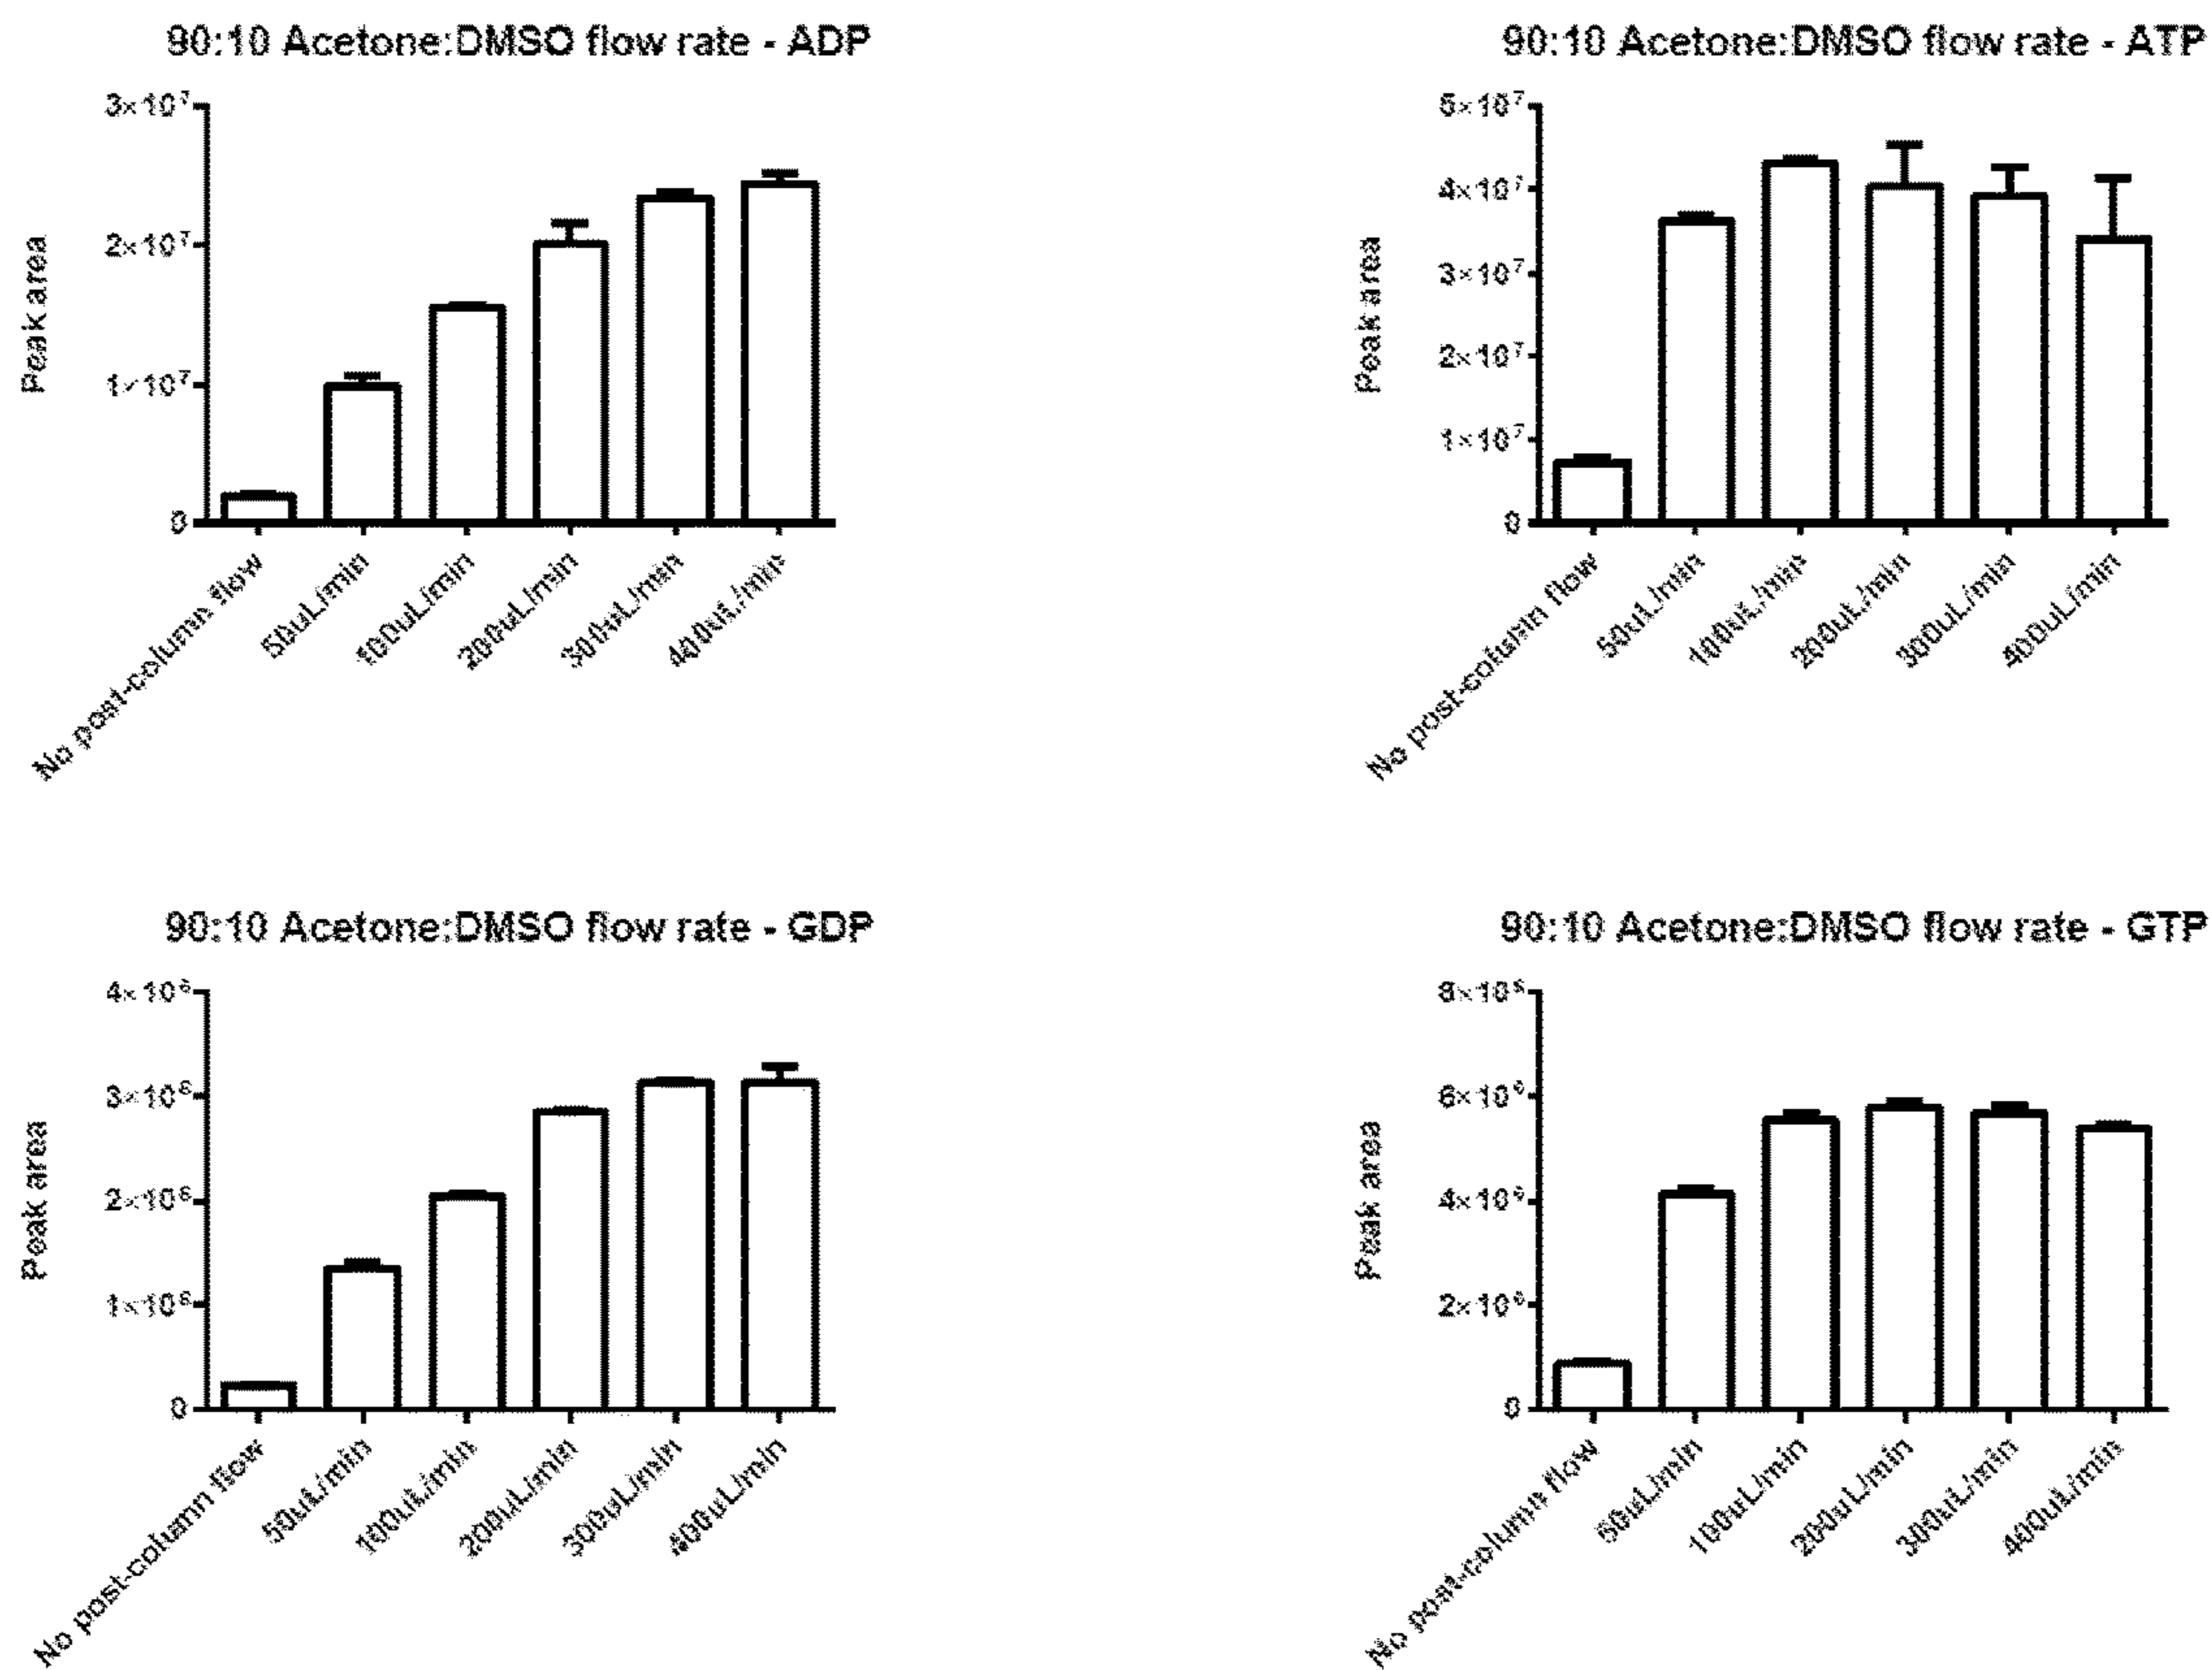 90:10 Acetone:DMSO flow rate - ADP
Peak area
3×10⁷
2×10⁷
1×10⁷
0
No post-column flow
50uL/min
100uL/min
200uL/min
300uL/min
400uL/min
90:10 Acetone:DMSO flow rate - ATP
Peak area
5×10⁷
4×10⁷
3×10⁷
2×10⁷
1×10⁷
0
No post-column flow
50uL/min
100uL/min
200uL/min
300uL/min
400uL/min
90:10 Acetone:DMSO flow rate - GDP
Peak area
4×10⁶
3×10⁶
2×10⁶
1×10⁶
0
No post-column flow
50uL/min
100uL/min
200uL/min
300uL/min
400uL/min
90:10 Acetone:DMSO flow rate - GTP
Peak area
8×10⁶
6×10⁶
4×10⁶
2×10⁶
0
No post-column flow
50uL/min
100uL/min
200uL/min
300uL/min
400uL/min